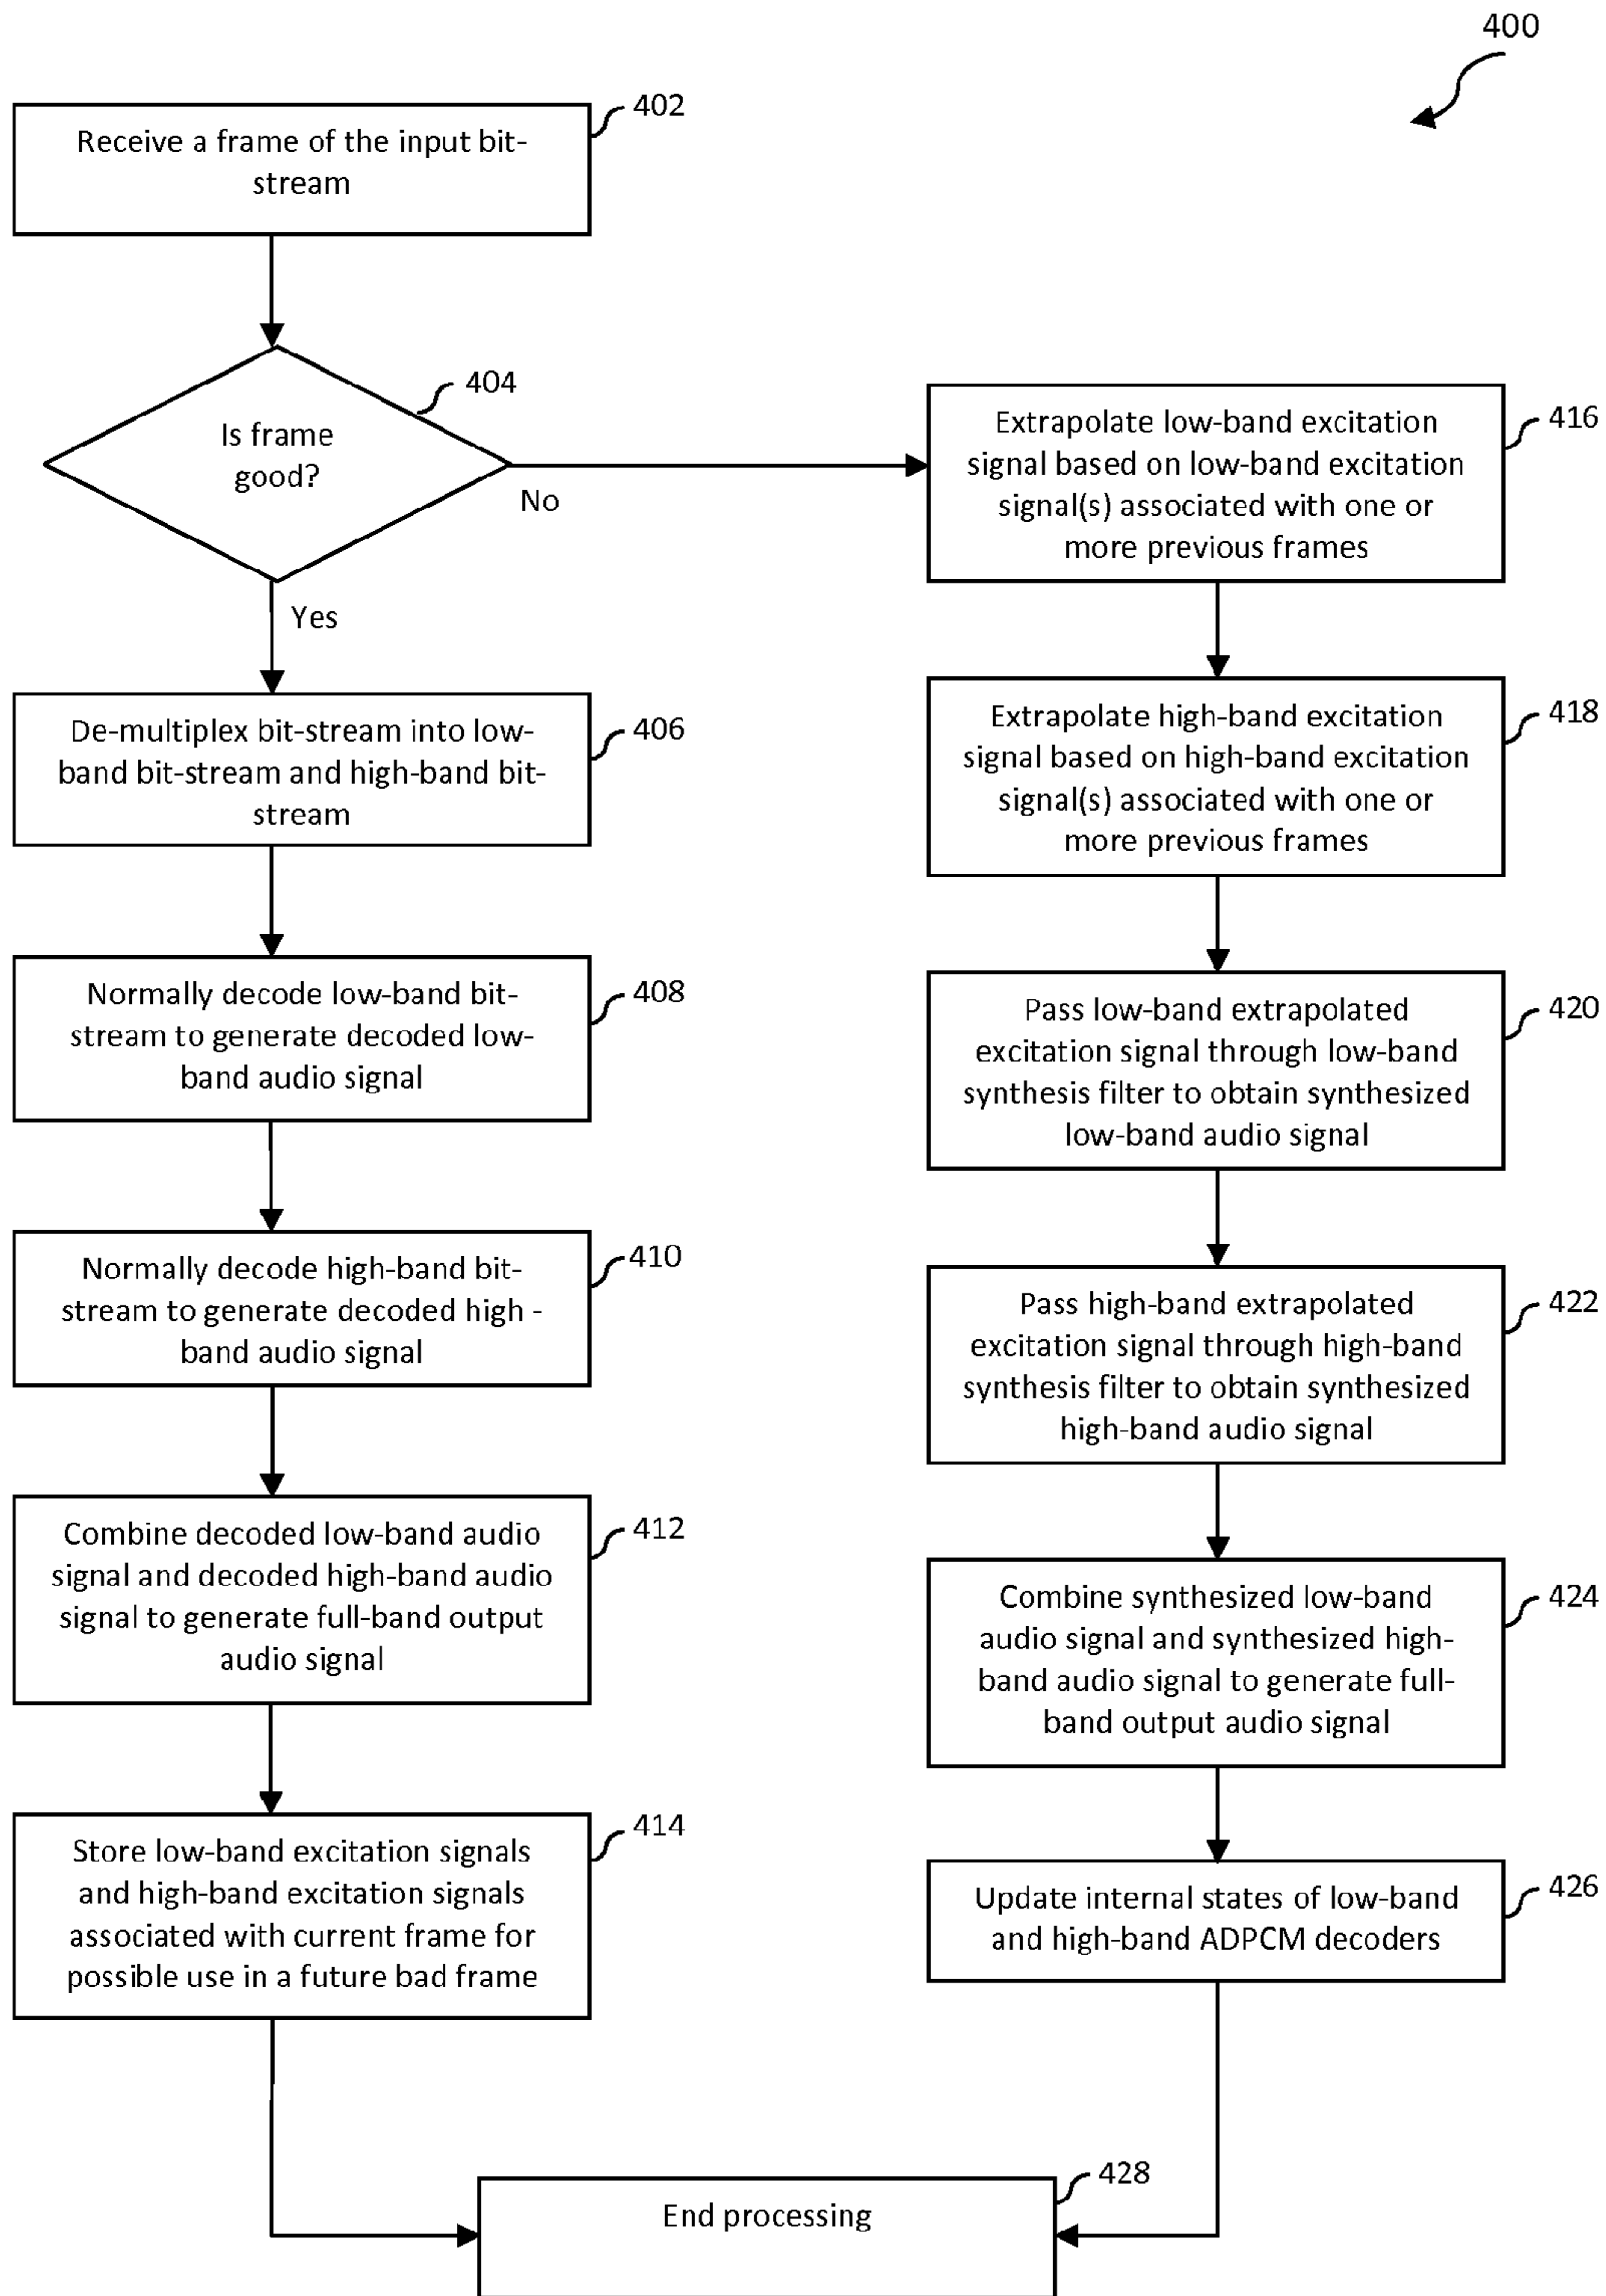 400
402
Receive a frame of the input bit-
stream
404
Is frame
good?
No
Yes
406
De-multiplex bit-stream into low-
band bit-stream and high-band bit-
stream
408
Normally decode low-band bit-
stream to generate decoded low-
band audio signal
410
Normally decode high-band bit-
stream to generate decoded high -
band audio signal
412
Combine decoded low-band audio
signal and decoded high-band audio
signal to generate full-band output
audio signal
414
Store low-band excitation signals
and high-band excitation signals
associated with current frame for
possible use in a future bad frame
416
Extrapolate low-band excitation
signal based on low-band excitation
signal(s) associated with one or
more previous frames
418
Extrapolate high-band excitation
signal based on high-band excitation
signal(s) associated with one or
more previous frames
420
Pass low-band extrapolated
excitation signal through low-band
synthesis filter to obtain synthesized
low-band audio signal
422
Pass high-band extrapolated
excitation signal through high-band
synthesis filter to obtain synthesized
high-band audio signal
424
Combine synthesized low-band
audio signal and synthesized high-
band audio signal to generate full-
band output audio signal
426
Update internal states of low-band
and high-band ADPCM decoders
428
End processing